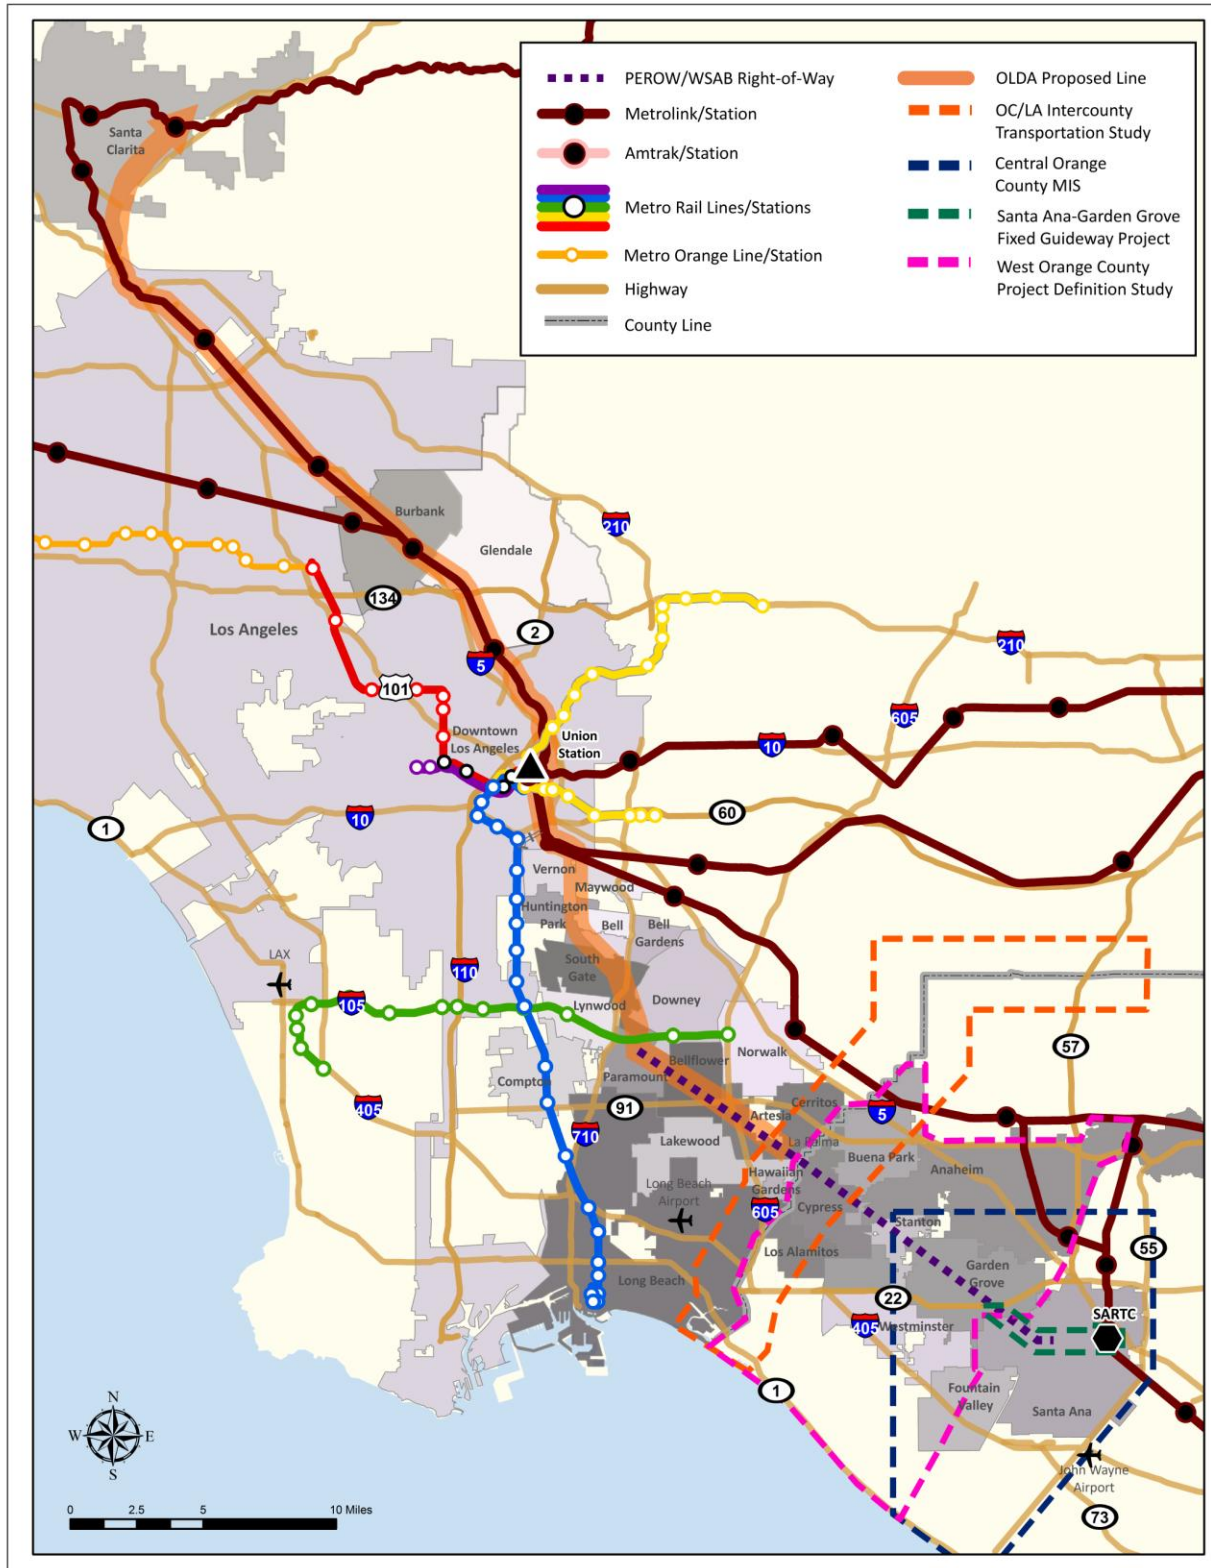 PEROW/WSAB Right-of-Way
Metrolink/Station
Amtrak/Station
Metro Rail Lines/Stations
Metro Orange Line/Station
Highway
County Line
OLDA Proposed Line
OC/LA Intercounty
Transportation Study
Central Orange
County MIS
Santa Ana-Garden Grove
Fixed Guideway Project
West Orange County
Project Definition Study
Santa
Clarita
Burbank
Glendale
210
134
Los Angeles
2
5
210
101
605
Downtown
Los Angeles
Union
Station
10
1
10
60
Vernon
Maywood
Huntington
Park
Bell
Bell
Gardens
LAX
110
South
Gate
105
Lynwood
Downey
57
Norwalk
Bellflower
Compton
Paramount
405
91
Cerritos
5
710
Artesia
Lakewood
La Palma
Buena Park
Anaheim
Hawaiian
Gardens
Long Beach
Airport
605
Cypress
Stanton
55
Los Alamitos
Garden
Grove
Long Beach
22
405
Westminster
SARTC
1
Fountain
Valley
Santa Ana
John Wayne
Airport
73
N
W
E
S
0
2.5
5
10 Miles